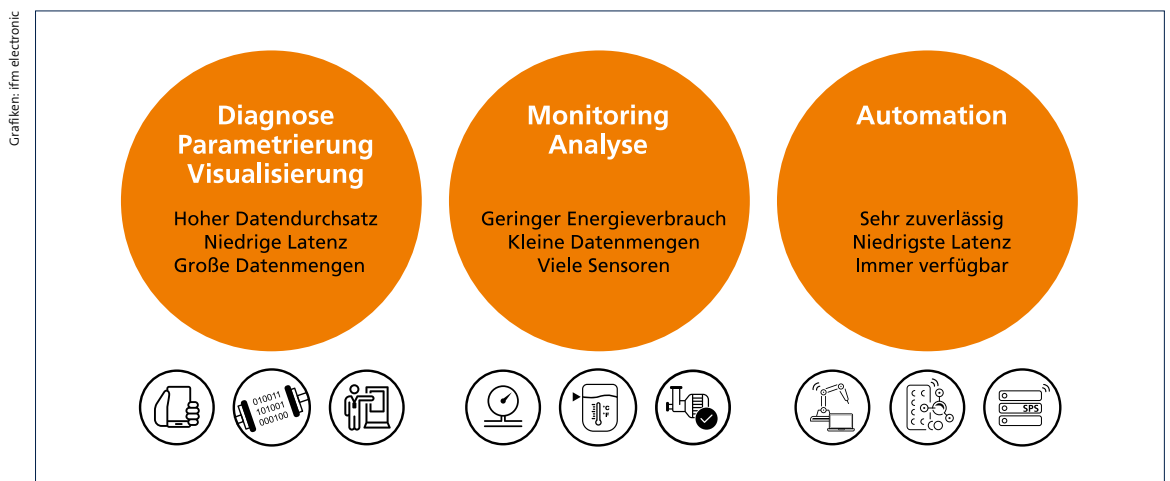 Grafiken: ifm electronic
Diagnose
Parametrierung
Visualisierung
Hoher Datendurchsatz
Niedrige Latenz
Große Datenmengen
Monitoring
Analyse
Geringer Energieverbrauch
Kleine Datenmengen
Viele Sensoren
Automation
Sehr zuverlässig
Niedrigste Latenz
Immer verfügbar
010011
101001
000100
°C
°F
SPS